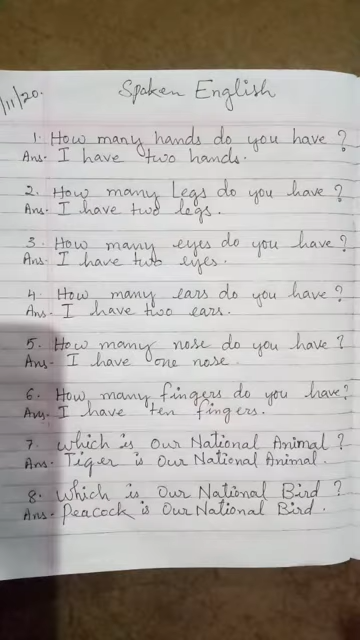 /11/20.
Spoken English
1. How many hands do you have?
Ans. I have two hands.
2. How many Legs do you have?
Ans. I have two legs.
3. How many eyes do you have?
Ans. I have two eyes.
4. How many ears do you have?
Ans. I have two ears.
5. How many nose do you have?
Ans. I have one nose.
6. How many fingers do you have?
Ans. I have ten fingers.
7. Which is Our National Animal?
Ans. Tiger is Our National Animal.
8. Which is Our National Bird?
Ans. Peacock is Our National Bird.